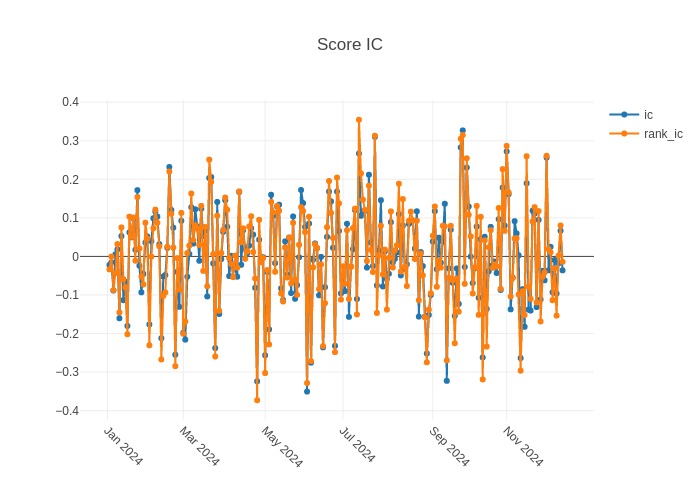 Score IC
0.4
0.3
0.2
0.1
0
−0.1
−0.2
−0.3
−0.4
Jan 2024
Mar 2024
May 2024
Jul 2024
Sep 2024
Nov 2024
ic
rank_ic